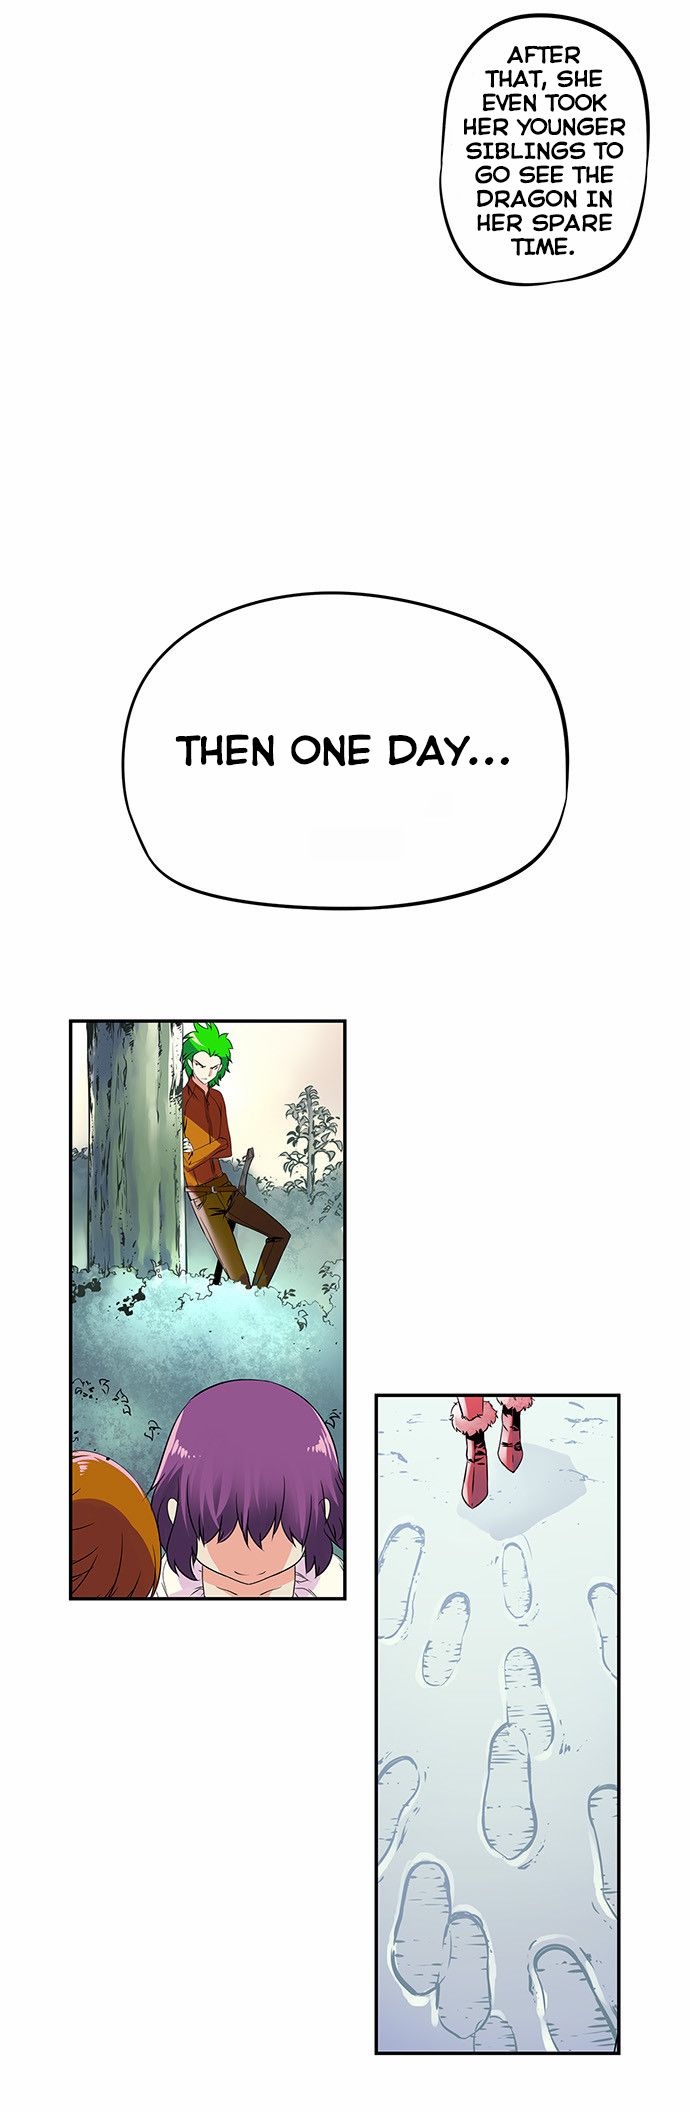 AFTER
THAT, SHE
EVEN TOOK
HER YOUNGER
SIBLINGS TO
GO SEE THE
DRAGON IN
HER SPARE
TIME.
THEN ONE DAY...